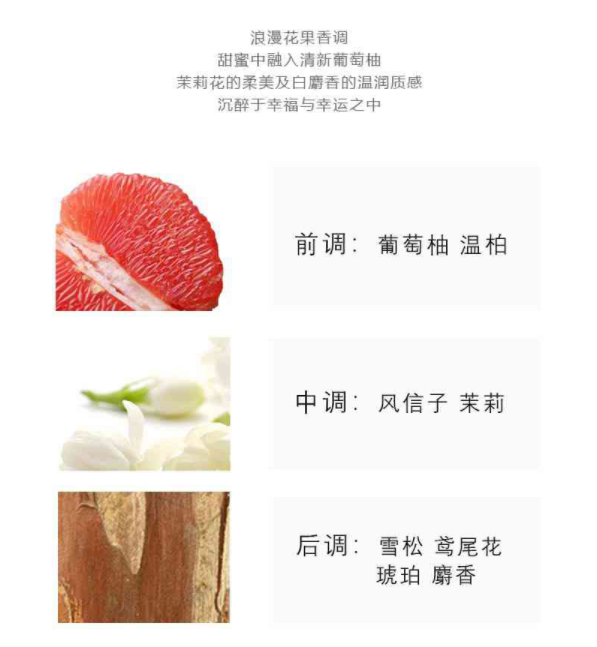 浪漫花果香调
甜蜜中融入清新葡萄柚
茉莉花的柔美及白麝香的温润质感
沉醉于幸福与幸运之中
前调：葡萄柚 温柏
中调：风信子 茉莉
后调：雪松 鸢尾花
琥珀 麝香